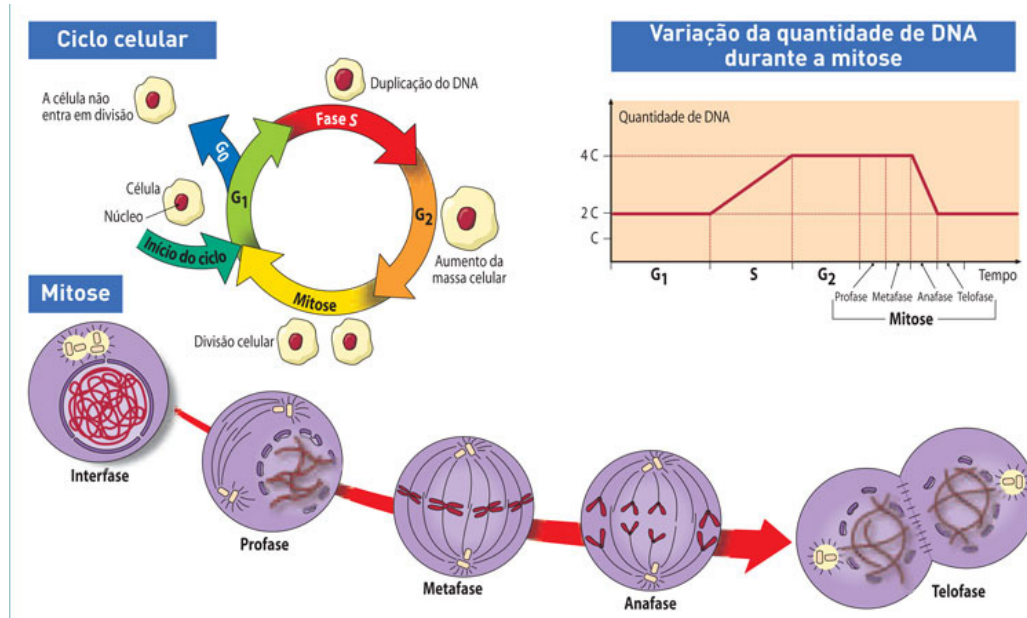 Ciclo celular
A célula não
entra em divisão
Duplicação do DNA
Fase S
G0
G1
G2
Célula
Núcleo
Início do ciclo
Aumento da
massa celular
Mitose
Divisão celular
Variação da quantidade de DNA
durante a mitose
Quantidade de DNA
4 C
2 C
C
G1 S G2 Tempo
Profase Metafase Anafase Telofase
Mitose
Mitose
Interfase
Profase
Metafase
Anafase
Telofase